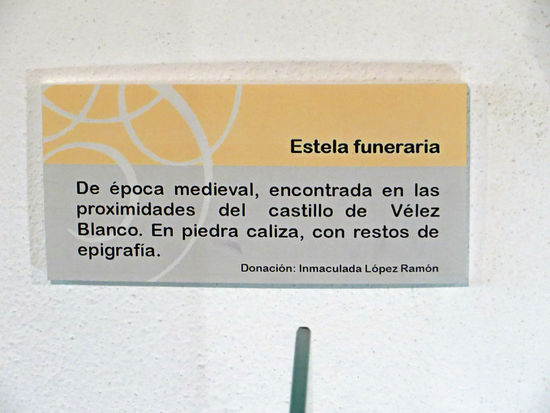 Estela funeraria
De época medieval, encontrada en las
proximidades del castillo de Vélez
Blanco. En piedra caliza, con restos de
epigrafía.
Donación: Inmaculada López Ramón